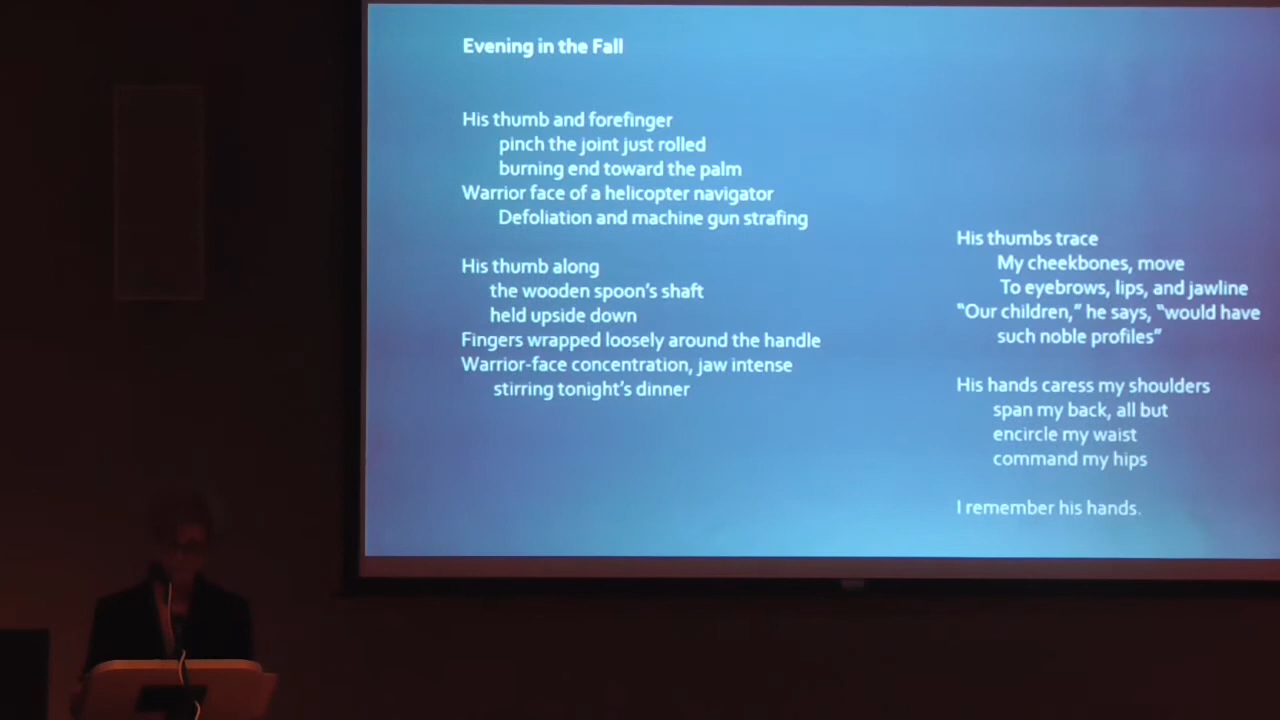 Evening in the Fall
His thumb and forefinger
pinch the joint just rolled
burning end toward the palm
Warrior face of a helicopter navigator
Defoliation and machine gun strafing
His thumb along
the wooden spoon's shaft
held upside down
Fingers wrapped loosely around the handle
Warrior-face concentration, jaw intense
stirring tonight's dinner
His thumbs trace
My cheekbones, move
To eyebrows, lips, and jawline
"Our children," he says, "would have
such noble profiles"
His hands caress my shoulders
span my back, all but
encircle my waist
command my hips
I remember his hands.